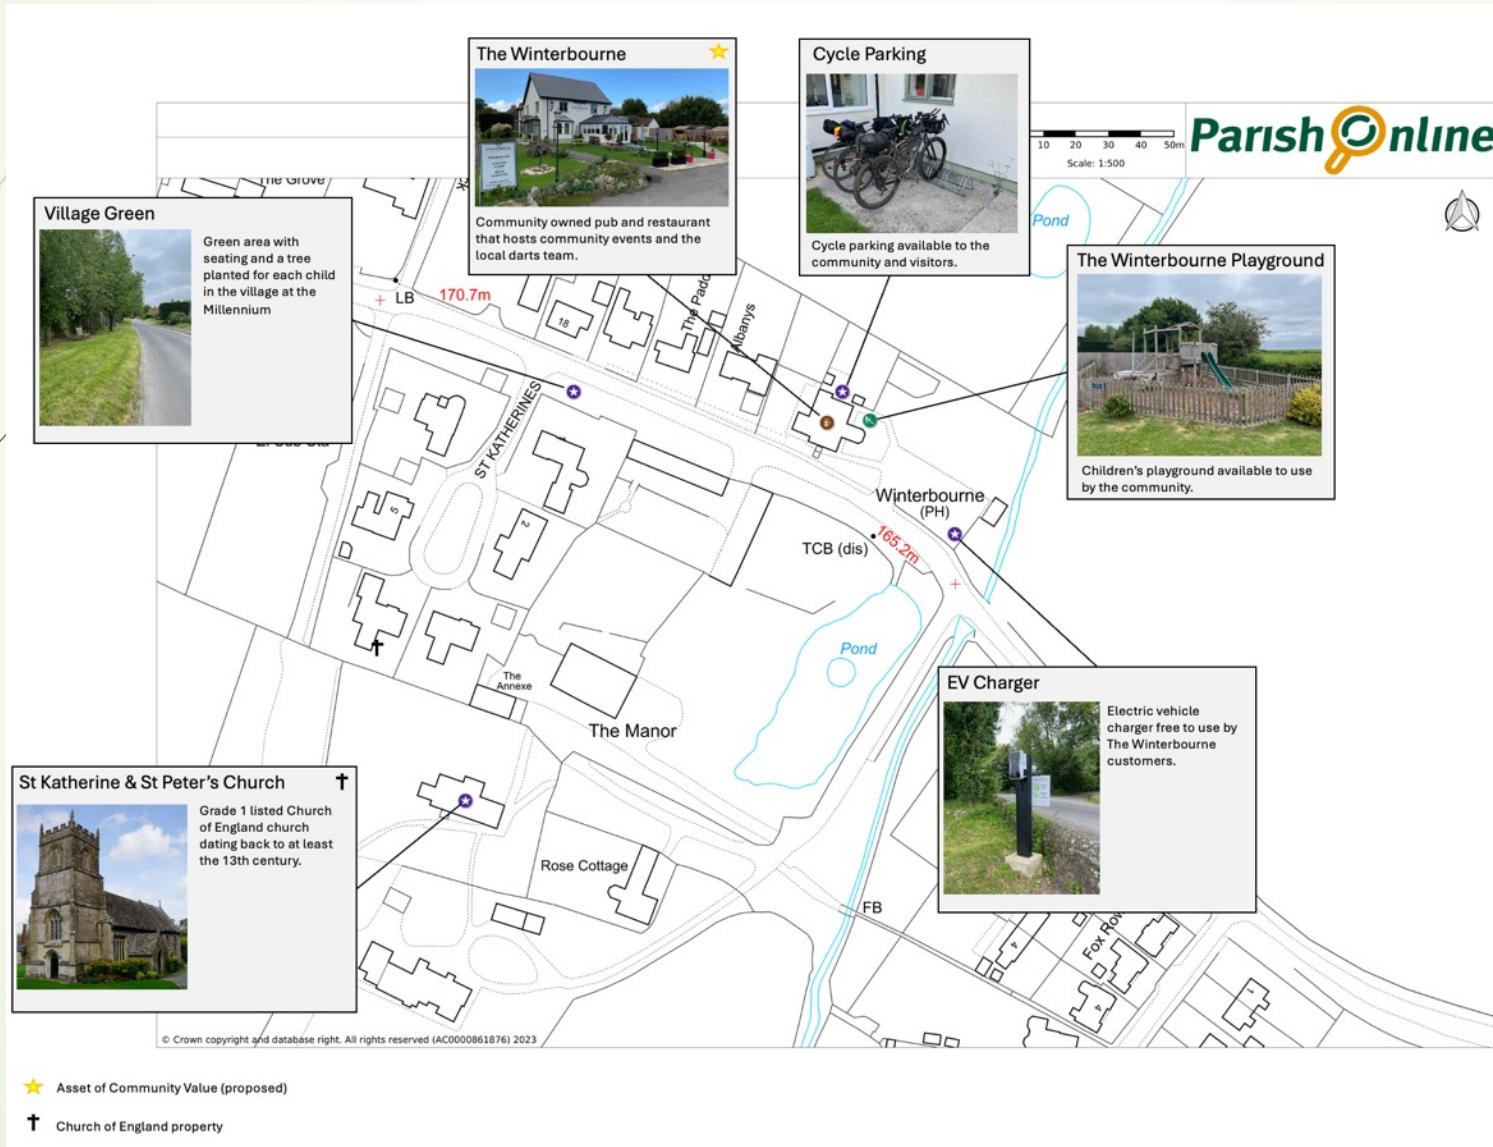 The Winterbourne
Community owned pub and restaurant
that hosts community events and the
local darts team.
Cycle Parking
Cycle parking available to the
community and visitors.
10 20 30 40 50m
Scale: 1:500
Parish Online
Village Green
Green area with
seating and a tree
planted for each child
in the village at the
Millennium
The Grove
Pond
The Winterbourne Playground
Children's playground available to use
by the community.
LB
170.7m
18
Albanys
ST KATHERINES
5
2
Winterbourne
(PH)
TCB (dis)
165.2m
Pond
The
Annexe
The Manor
EV Charger
Electric vehicle
charger free to use by
The Winterbourne
customers.
St Katherine & St Peter's Church
Grade 1 listed Church
of England church
dating back to at least
the 13th century.
Rose Cottage
FB
4
4
1
© Crown copyright and database right. All rights reserved (AC0000861876) 2023
Asset of Community Value (proposed)
Church of England property